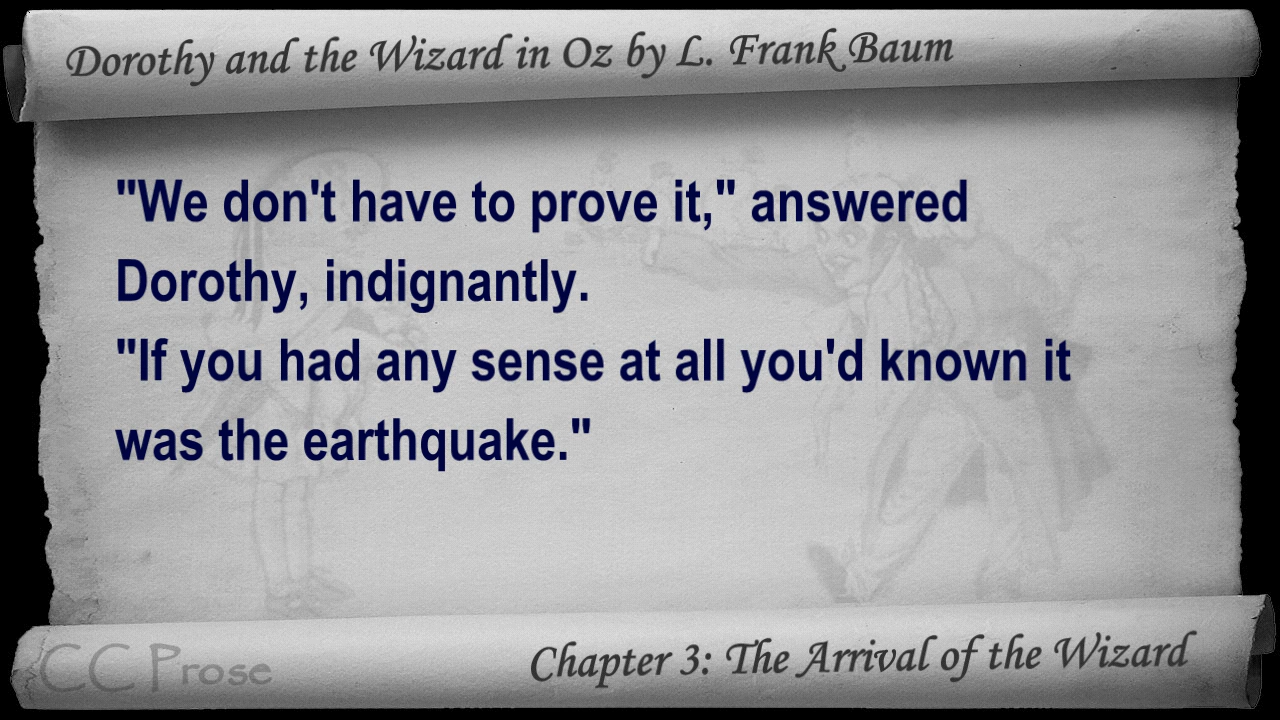 Dorothy and the Wizard in Oz by L. Frank Baum
"We don't have to prove it," answered
Dorothy, indignantly.
"If you had any sense at all you'd known it
was the earthquake."
CC Prose
Chapter 3: The Arrival of the Wizard